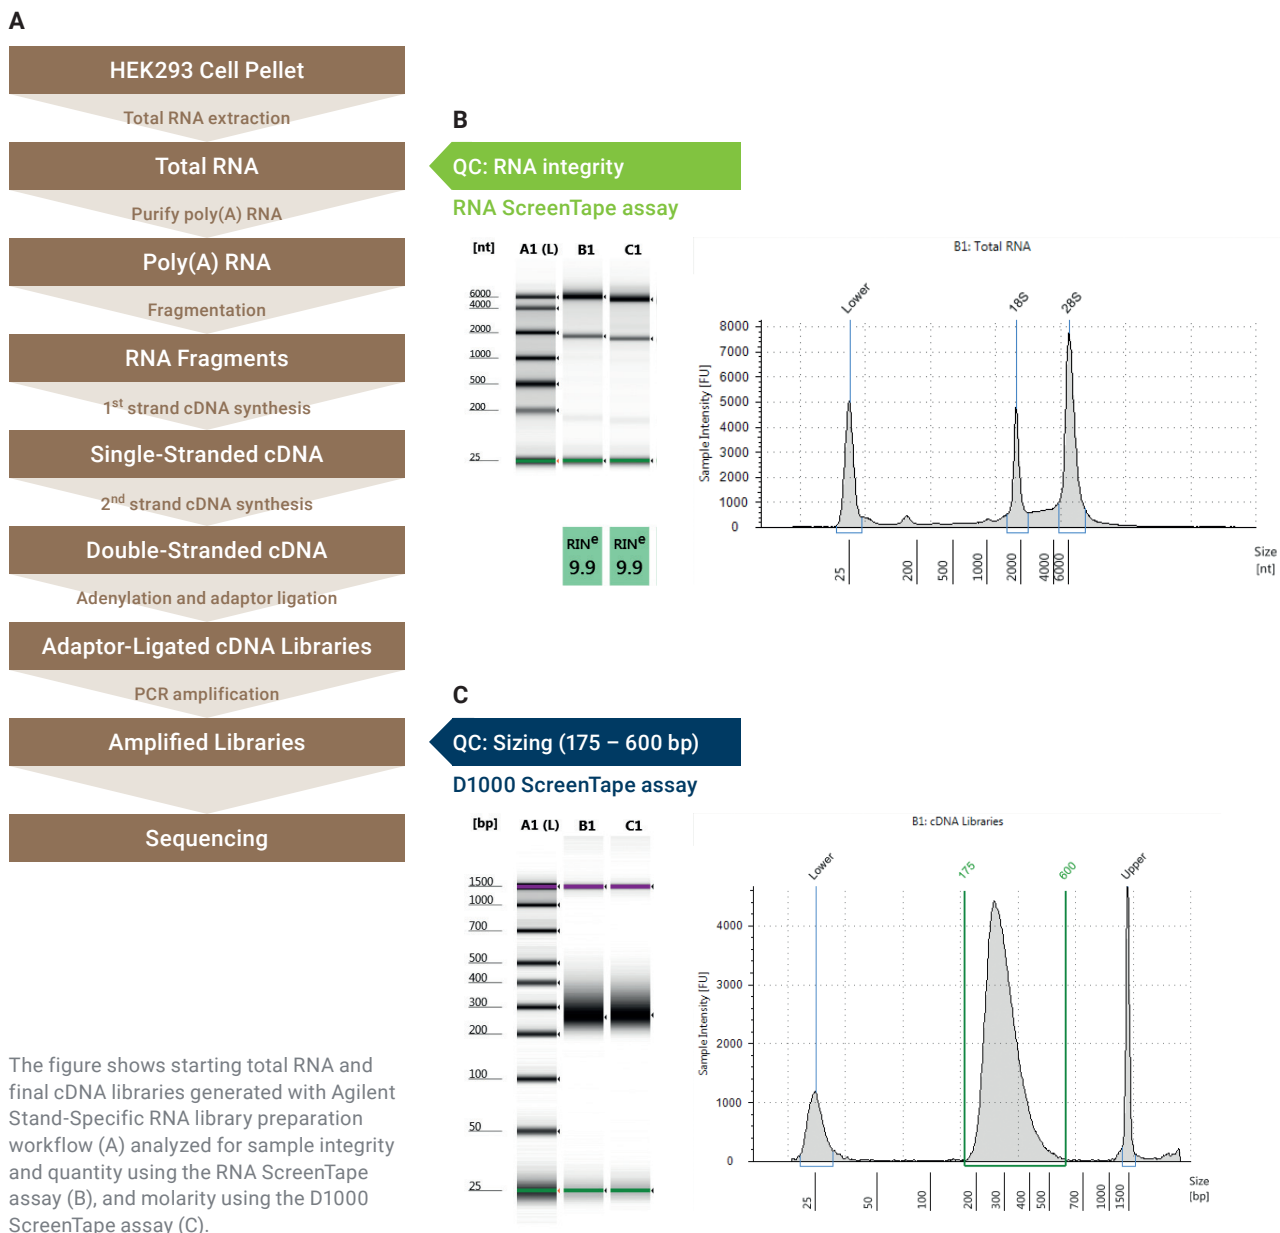 A
HEK293 Cell Pellet
Total RNA extraction
Total RNA
Purify poly(A) RNA
Poly(A) RNA
Fragmentation
RNA Fragments
1st strand cDNA synthesis
Single-Stranded cDNA
2nd strand cDNA synthesis
Double-Stranded cDNA
Adenylation and adaptor ligation
Adaptor-Ligated cDNA Libraries
PCR amplification
Amplified Libraries
Sequencing
The figure shows starting total RNA and
final cDNA libraries generated with Agilent
Stand-Specific RNA library preparation
workflow (A) analyzed for sample integrity
and quantity using the RNA ScreenTape
assay (B), and molarity using the D1000
ScreenTape assay (C).
B
QC: RNA integrity
RNA ScreenTape assay
[nt] A1 (L) B1 C1
6000
4000
2000
1000
500
200
25
RINe RINe
9.9 9.9
B1: Total RNA
Lower 18S 28S
Sample Intensity [FU]
8000
7000
6000
5000
4000
3000
2000
1000
0
25 200 500 1000 2000 4000 6000
Size
[nt]
C
QC: Sizing (175 – 600 bp)
D1000 ScreenTape assay
[bp] A1 (L) B1 C1
1500
1000
700
500
400
300
200
100
50
25
B1: cDNA Libraries
Lower 175 600 Upper
Sample Intensity [FU]
4000
3000
2000
1000
0
25 50 100 200 300 400 500 700 1000 1500
Size
[bp]